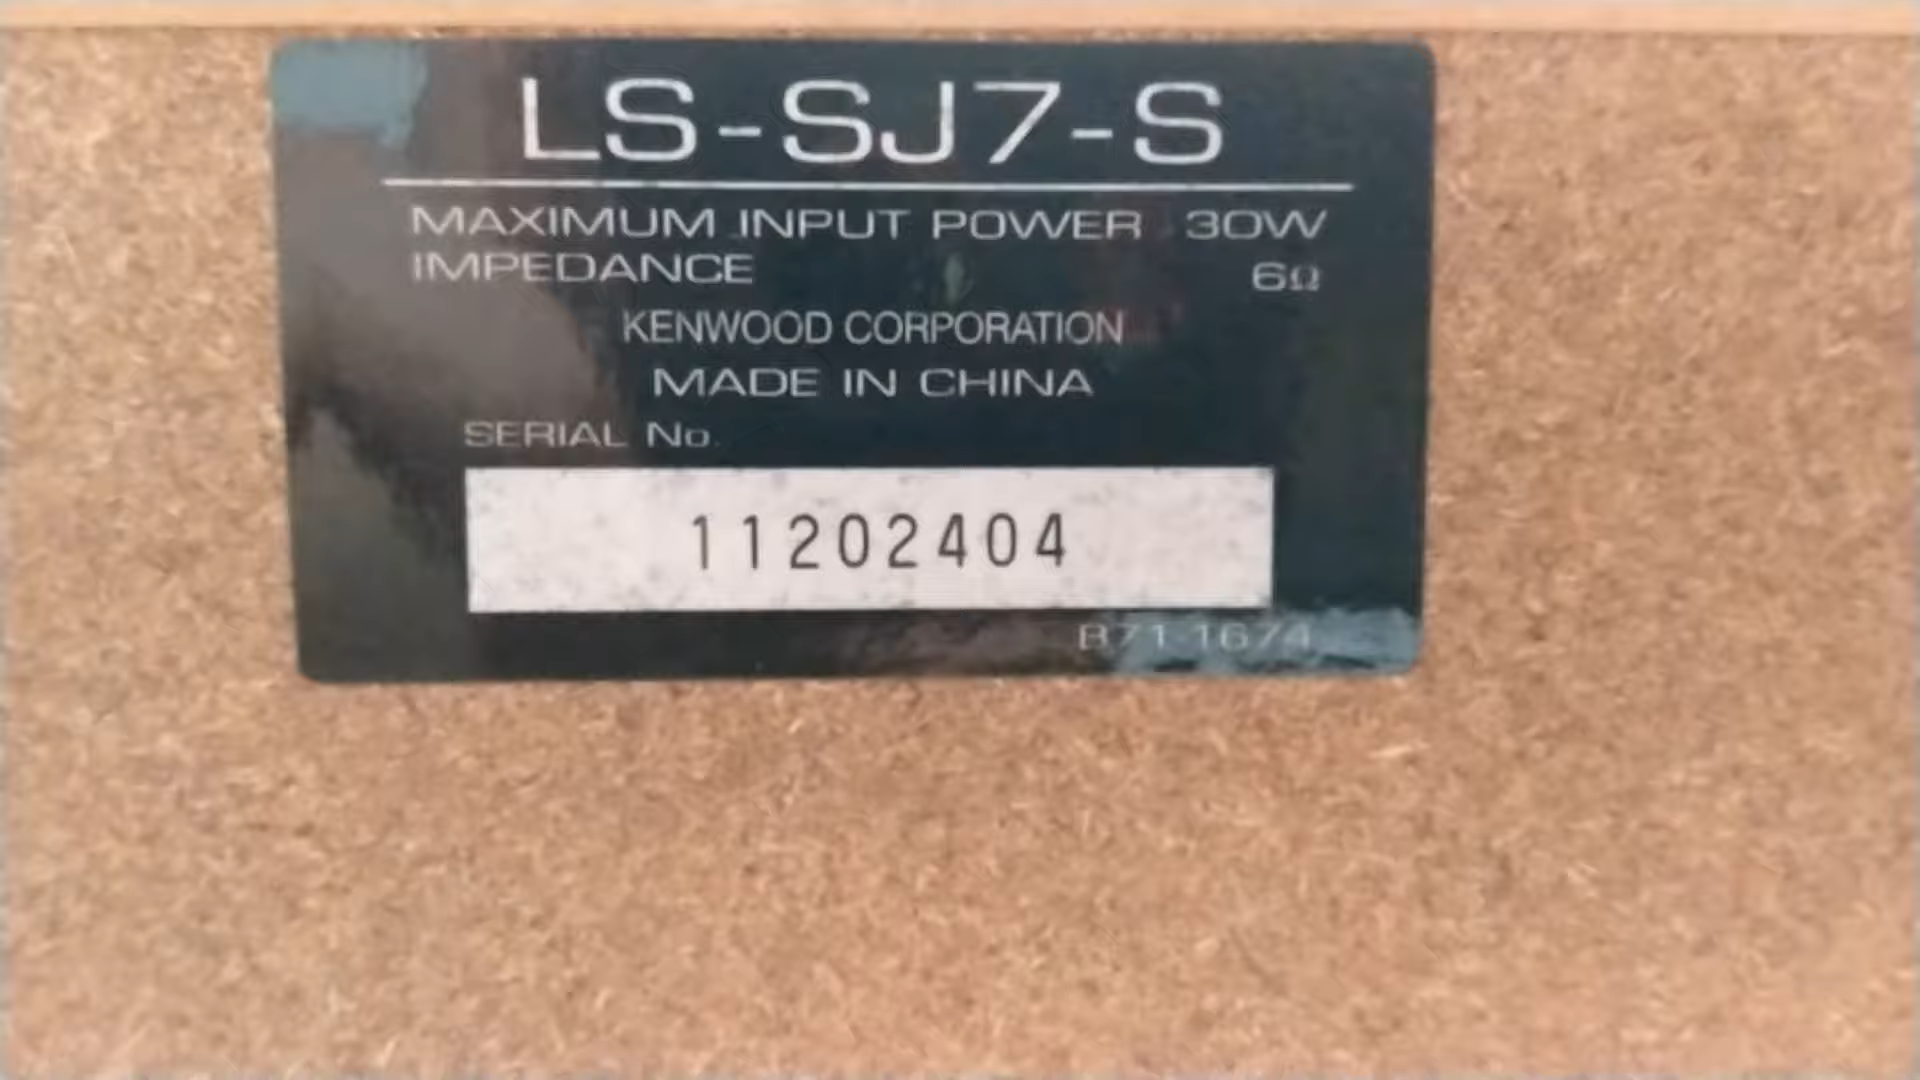 LS-SJ7-S
MAXIMUM INPUT POWER 30W
IMPEDANCE 6Ω
KENWOOD CORPORATION
MADE IN CHINA
SERIAL No.
11202404
B71-1674